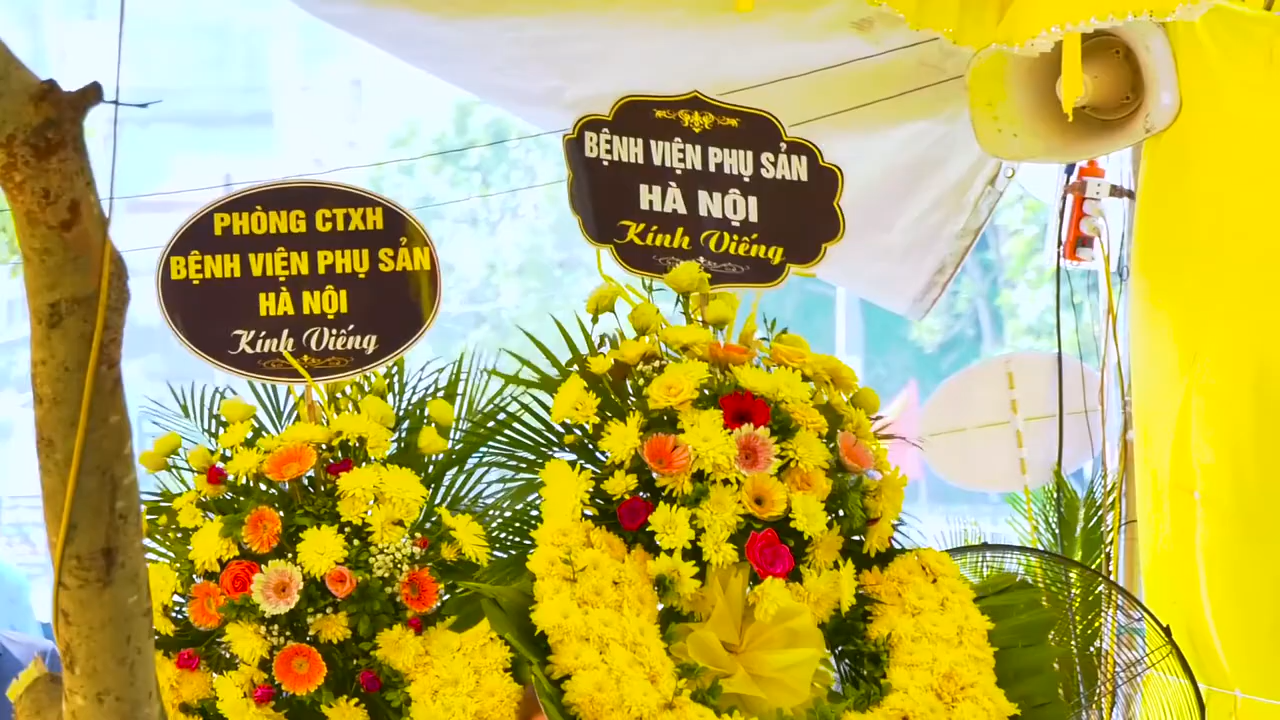 PHÒNG CTXH
BỆNH VIỆN PHỤ SẢN
HÀ NỘI
Kính Viếng
BỆNH VIỆN PHỤ SẢN
HÀ NỘI
Kính Viếng